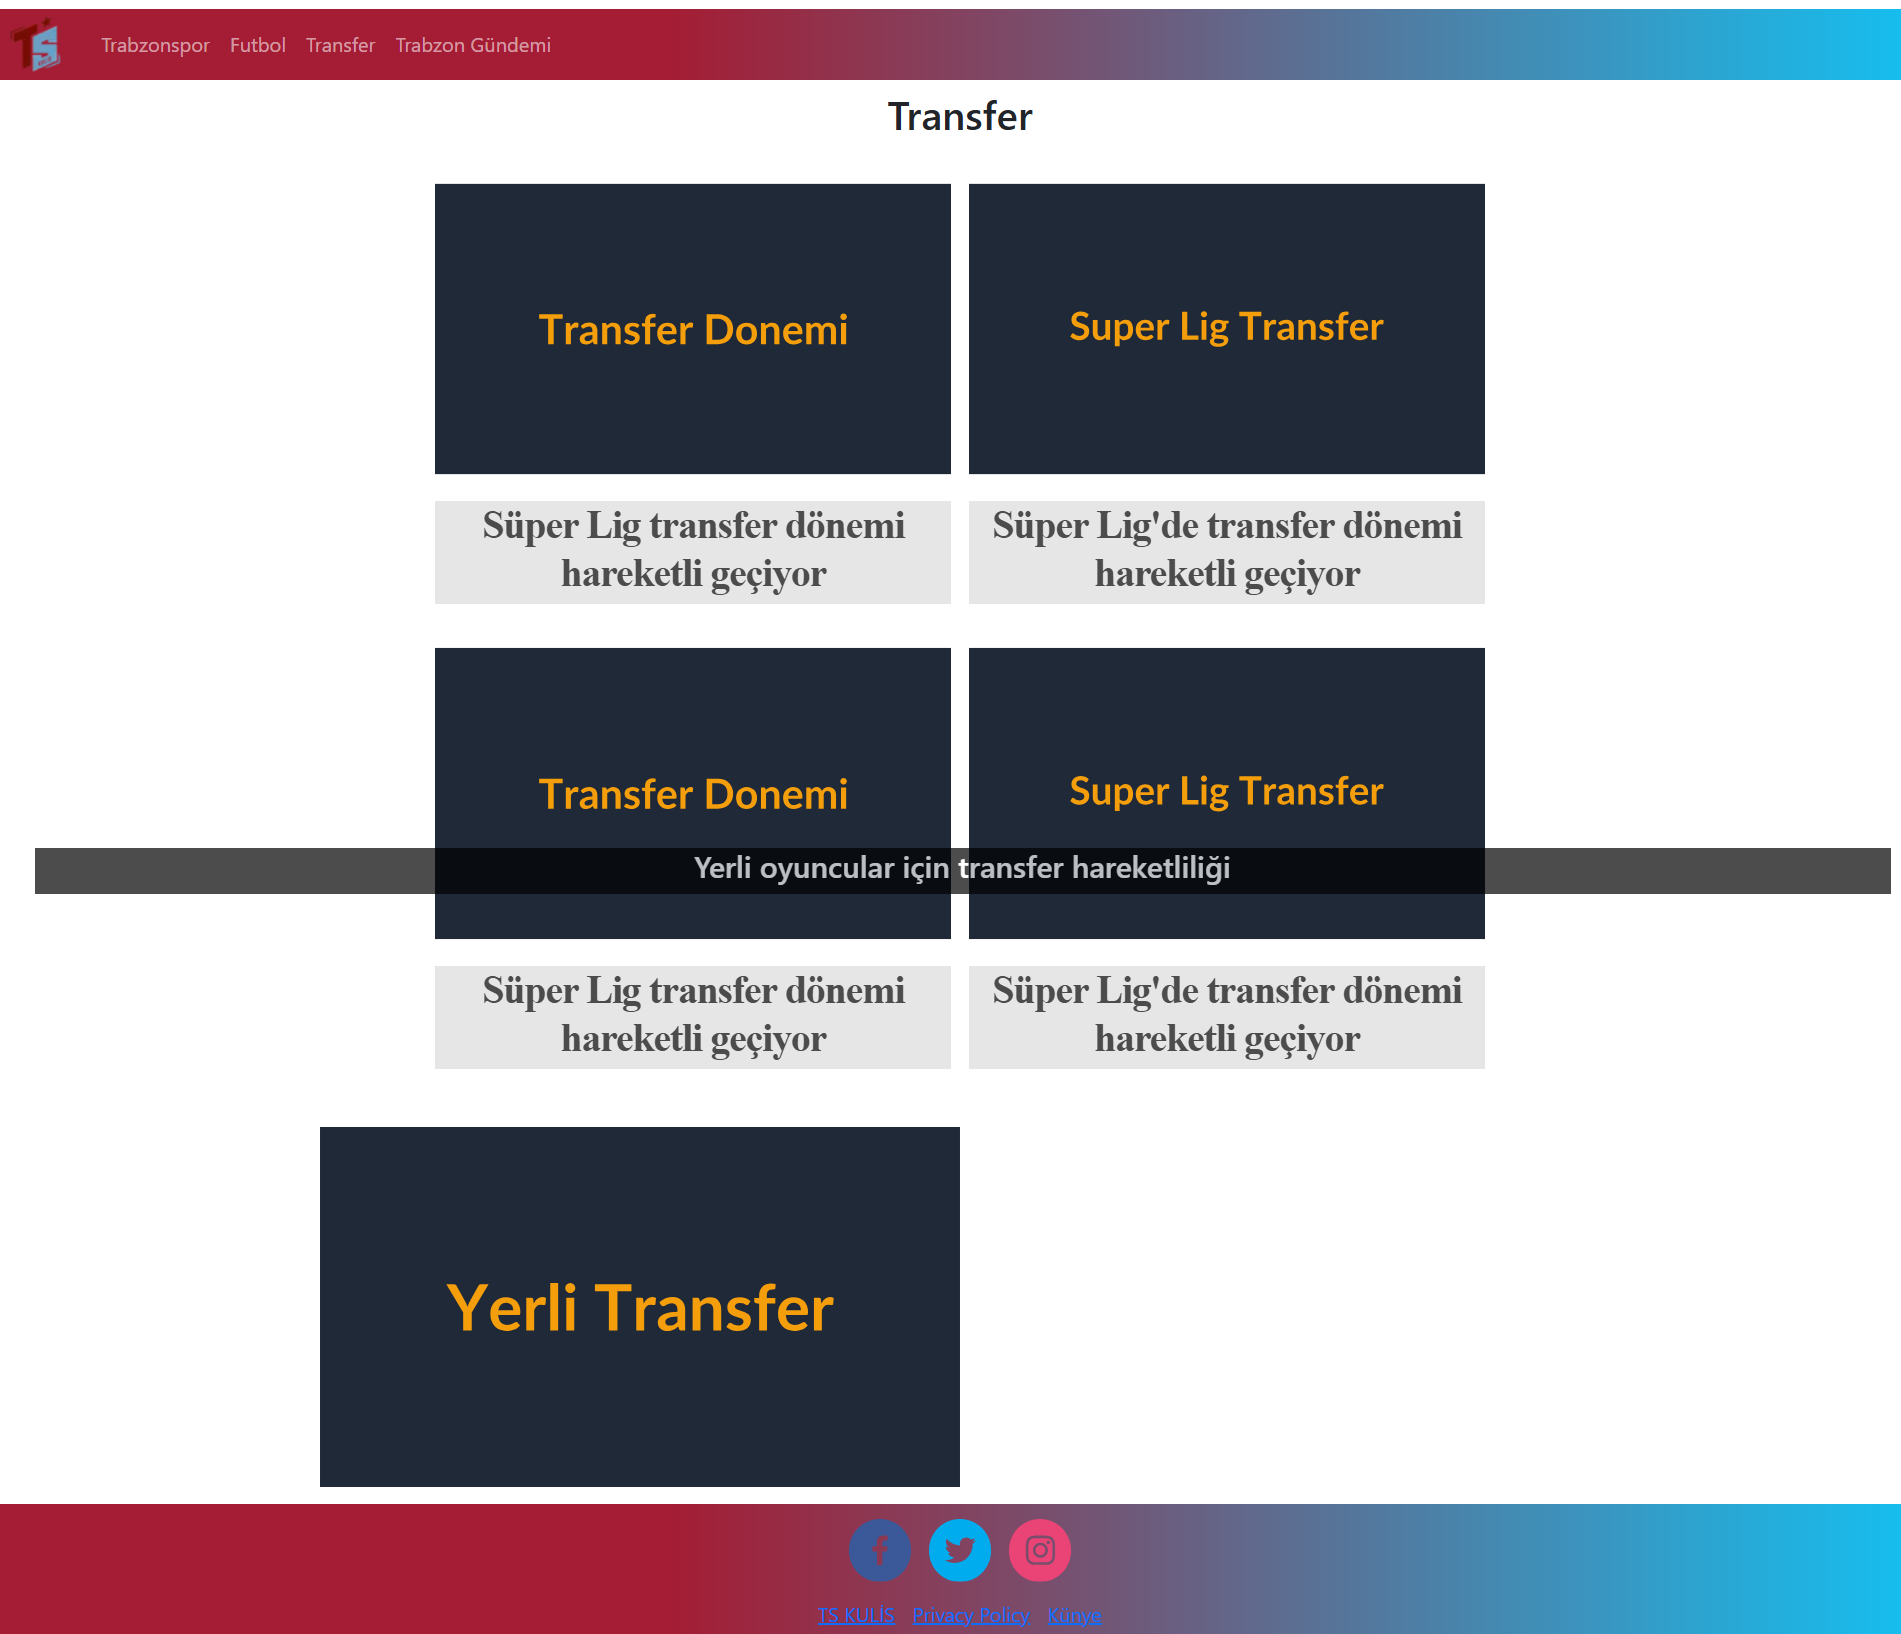 TS
Trabzonspor Futbol Transfer Trabzon Gündemi
Transfer
Transfer Donemi
Super Lig Transfer
Süper Lig transfer dönemi
hareketli geçiyor
Süper Lig'de transfer dönemi
hareketli geçiyor
Transfer Donemi
Super Lig Transfer
Yerli oyuncular için transfer hareketliliği
Süper Lig transfer dönemi
hareketli geçiyor
Süper Lig'de transfer dönemi
hareketli geçiyor
Yerli Transfer
TS KULİS Privacy Policy Künye